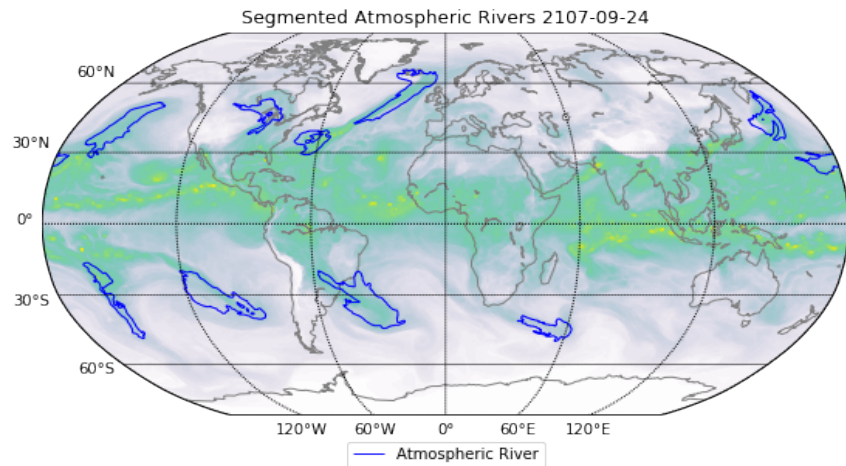 Segmented Atmospheric Rivers 2107-09-24
60°N
30°N
0°
30°S
60°S
120°W 60°W 0° 60°E 120°E
Atmospheric River